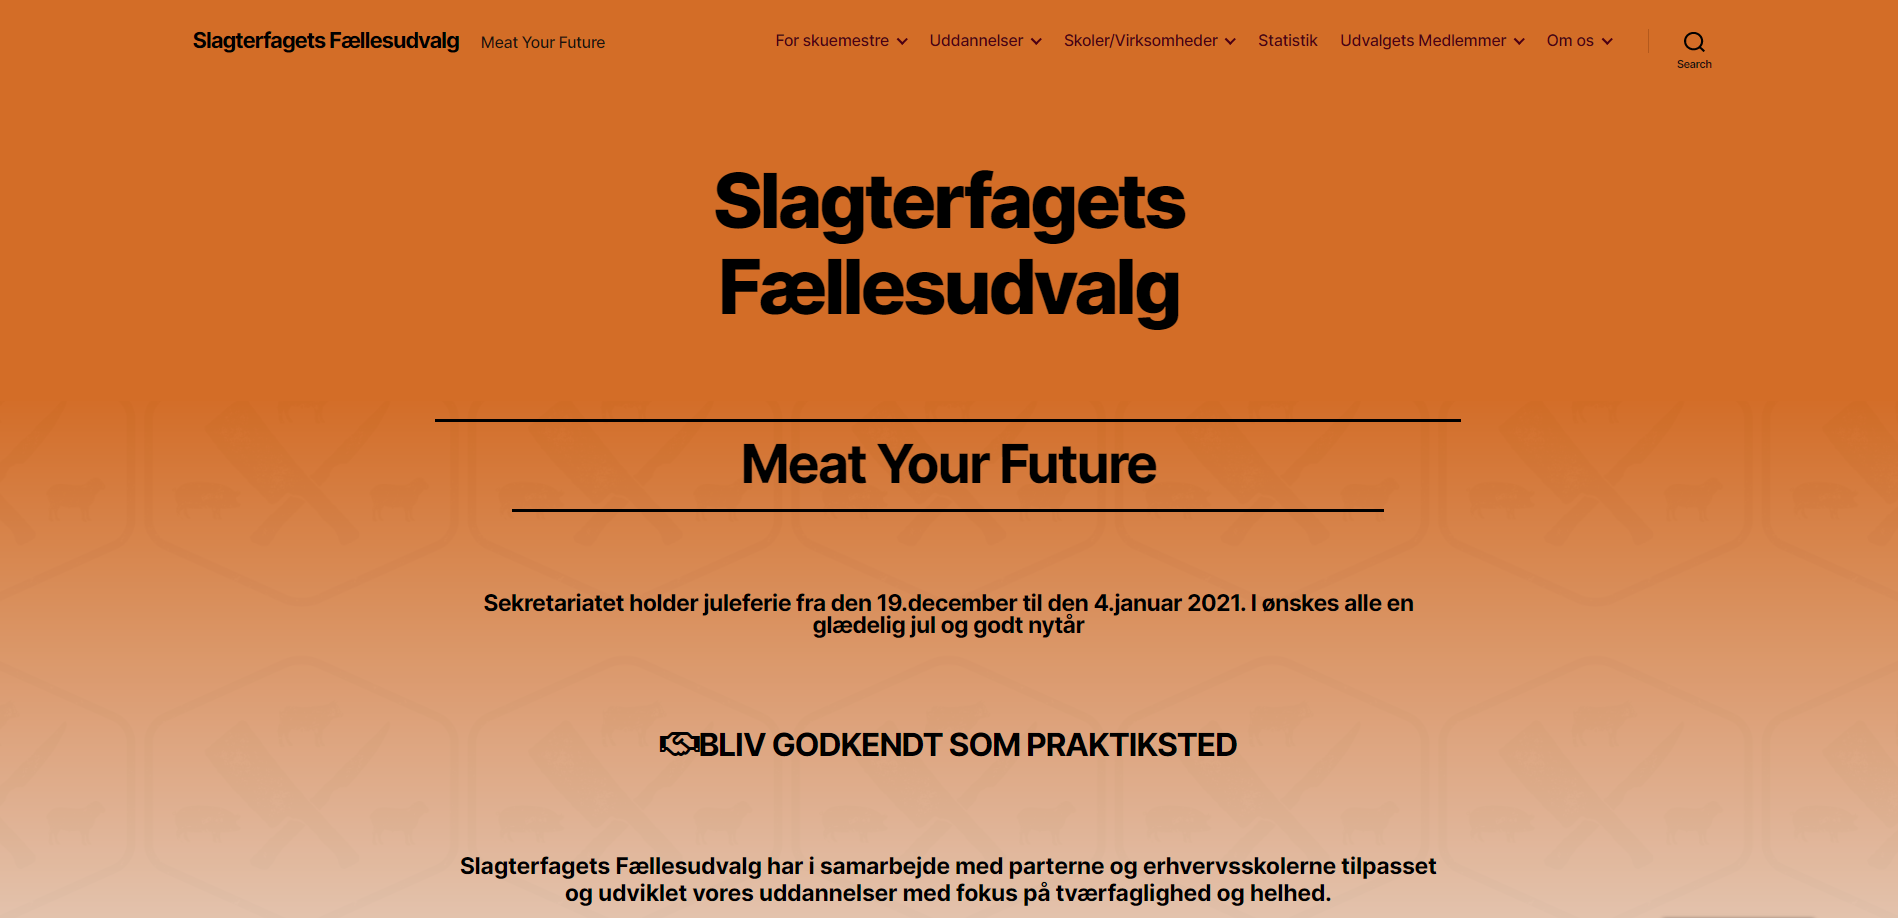 Slagterfagets Fællesudvalg Meat Your Future For skuemestre Uddannelser Skoler/Virksomheder Statistik Udvalgets Medlemmer Om os
Search
Slagterfagets
Fællesudvalg
Meat Your Future
Sekretariatet holder juleferie fra den 19.december til den 4.januar 2021. I ønskes alle en
glædelig jul og godt nytår
BLIV GODKENDT SOM PRAKTIKSTED
Slagterfagets Fællesudvalg har i samarbejde med parterne og erhvervsskolerne tilpasset
og udviklet vores uddannelser med fokus på tværfaglighed og helhed.